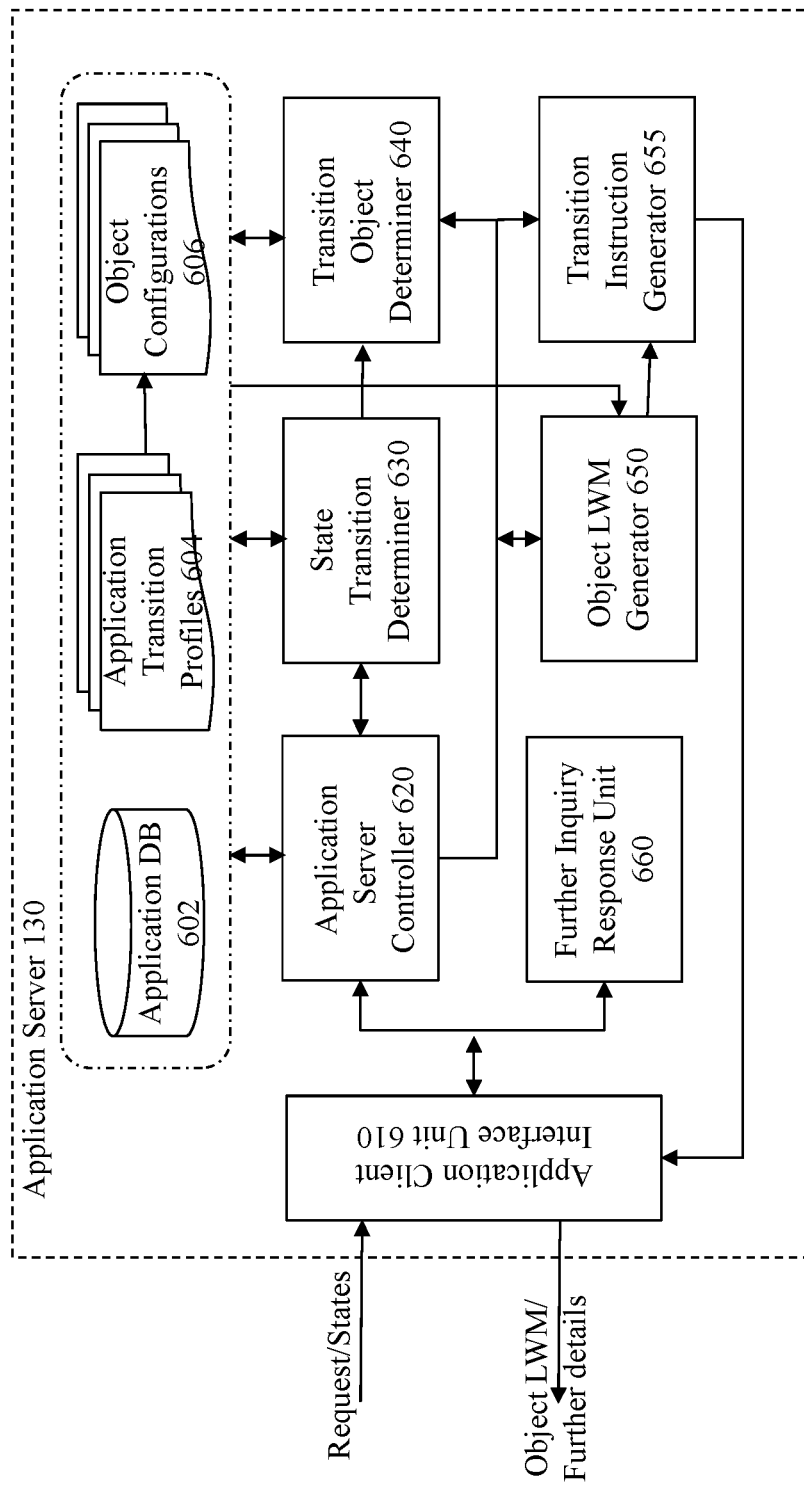 Application Server 130
Application DB
602
Application
Transition
Profiles 604
Object
Configurations
606
Application
Server
Controller 620
State
Transition
Determiner 630
Transition
Object
Determiner 640
Further Inquiry
Response Unit
660
Object LWM
Generator 650
Transition
Instruction
Generator 655
Application Client
Interface Unit 610
Request/States
Object LWM/
Further details